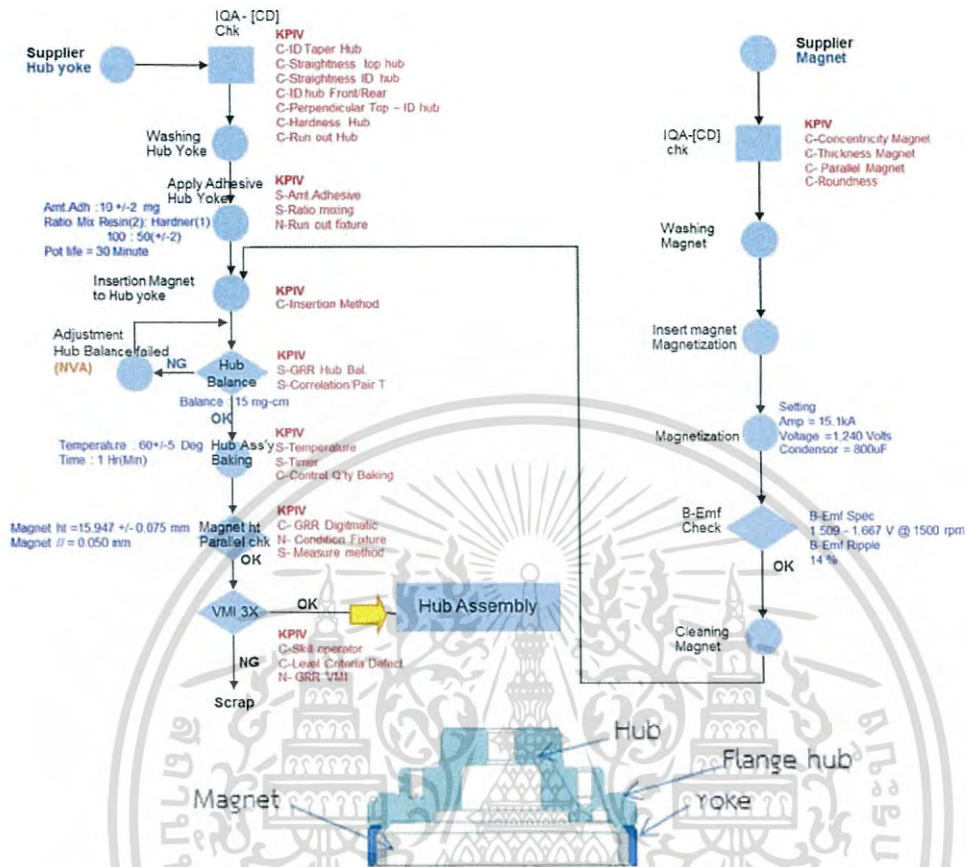 Supplier
Hub yoke
IQA - [CD]
Chk
KPIV
C-ID Taper Hub
C-Straightness top hub
C-Straightness ID hub
C-ID hub Front/Rear
C-Perpendicular Top – ID hub
C-Hardness Hub
C-Run out Hub
Washing
Hub Yoke
Apply Adhesive
Hub Yoke
Amt.Adh : 10 +/-2 mg
Ratio Mix Resin(2): Hardner(1)
100 : 50(+/-2)
Pot life = 30 Minute
KPIV
S-Amt.Adhesive
S-Ratio mixing
N-Run out fixture
Insertion Magnet
to Hub yoke
KPIV
C-Insertion Method
Adjustment
Hub Balance failed
(NVA)
NG
Hub
Balance
KPIV
S-GRR Hub Bal.
S-Correlation/Pair T
Balance : 15 mg-cm
OK
Temperature : 60+/-5 Deg
Time : 1 Hr(Min)
Hub Ass'y
Baking
KPIV
S-Temperature
S-Timer
C-Control Q'ty Baking
Magnet ht =15.947 +/- 0.075 mm
Magnet // = 0.050 mm
Magnet ht
Parallel chk
KPIV
C- GRR Digitmatic
N- Condition Fixture
S- Measure method
OK
VMI 3X
OK
Hub Assembly
KPIV
C-Skill operator
C-Level Criteria Defect
N- GRR VMI
NG
Scrap
Supplier
Magnet
IQA-[CD]
chk
KPIV
C-Concentricity Magnet
C-Thickness Magnet
C- Parallel Magnet
C-Roundness
Washing
Magnet
Insert magnet
Magnetization
Magnetization
Setting
Amp = 15.1kA
Voltage =1,240 Volts
Condensor = 800uF
B-Emf
Check
B-Emf Spec
1.509 - 1.667 V @ 1500 rpm
B-Emf Ripple
14 %
OK
Cleaning
Magnet
Hub
Flange hub
yoke
Magnet